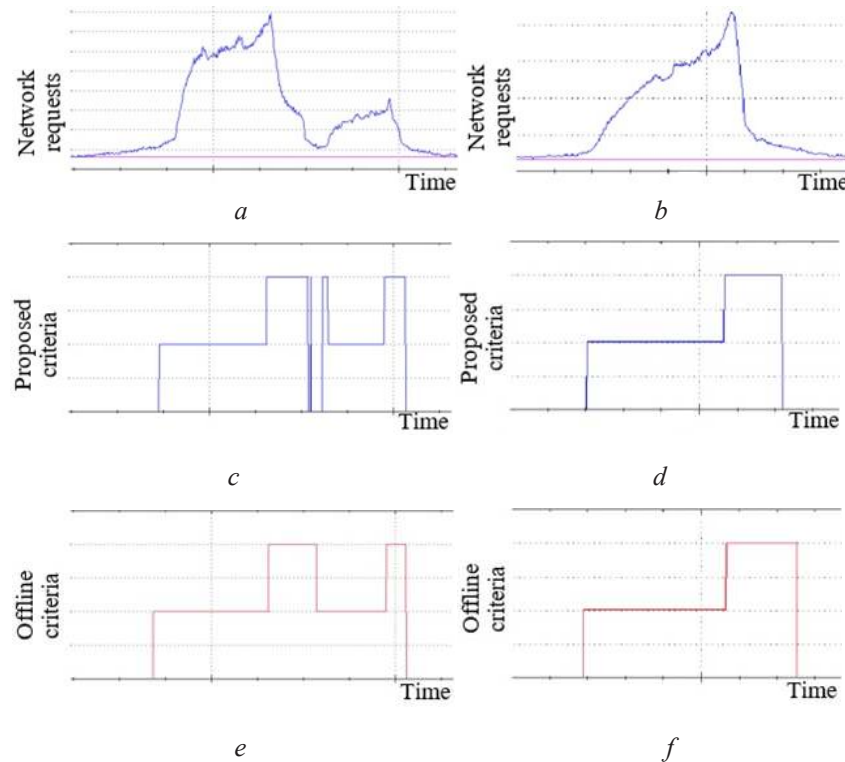 Network
requests
Time
a
Network
requests
Time
b
Proposed
criteria
Time
c
Proposed
criteria
Time
d
Offline
criteria
Time
e
Offline
criteria
Time
f